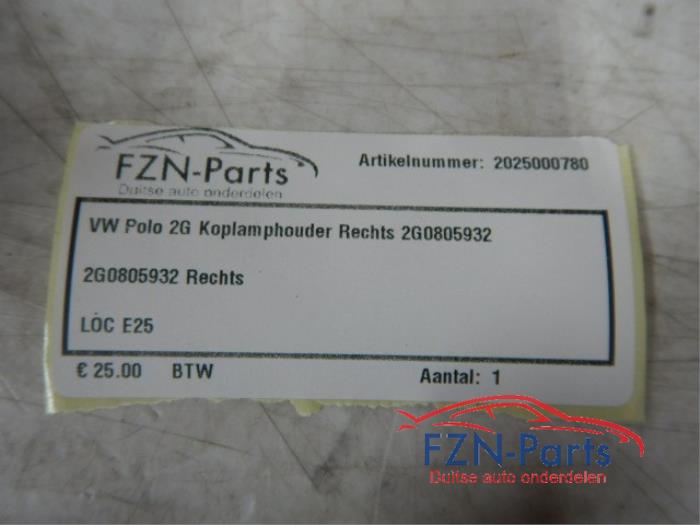 FZN-Parts
Duitse auto onderdelen
Artikelnummer: 2025000780
VW Polo 2G Koplamphouder Rechts 2G0805932
2G0805932 Rechts
LOC E25
€ 25.00 BTW Aantal: 1
FZN-Parts
Duitse auto onderdelen